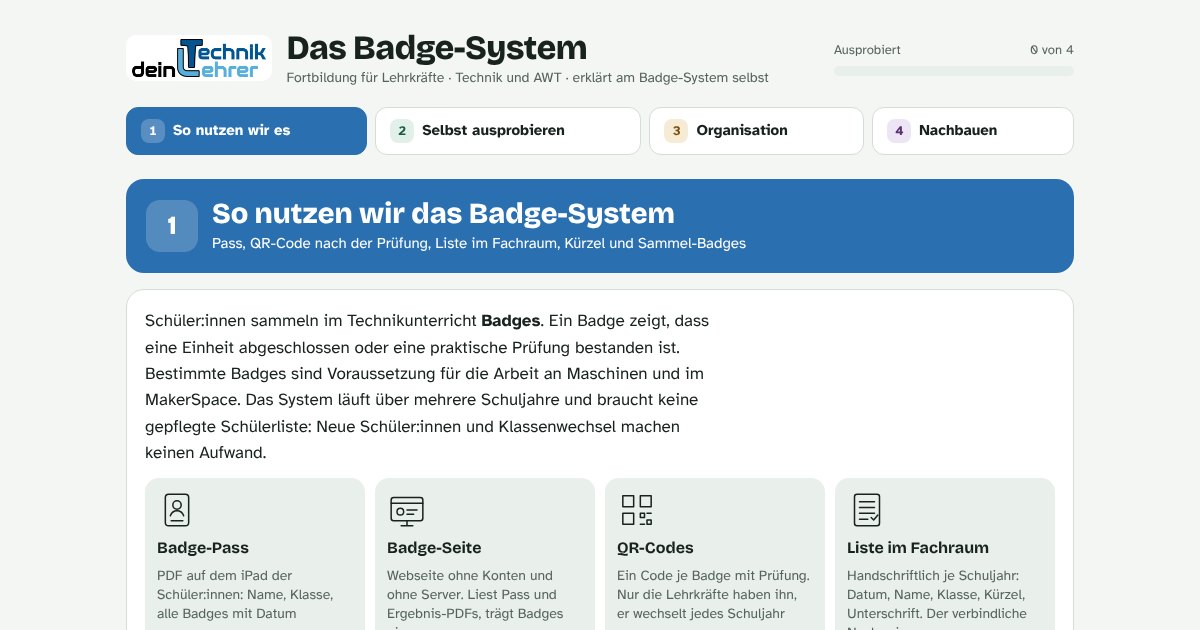 dein Technik Lehrer
Das Badge-System
Fortbildung für Lehrkräfte · Technik und AWT · erklärt am Badge-System selbst
Ausprobiert 0 von 4
1 So nutzen wir es
2 Selbst ausprobieren
3 Organisation
4 Nachbauen
1
So nutzen wir das Badge-System
Pass, QR-Code nach der Prüfung, Liste im Fachraum, Kürzel und Sammel-Badges
Schüler:innen sammeln im Technikunterricht Badges. Ein Badge zeigt, dass
eine Einheit abgeschlossen oder eine praktische Prüfung bestanden ist.
Bestimmte Badges sind Voraussetzung für die Arbeit an Maschinen und im
MakerSpace. Das System läuft über mehrere Schuljahre und braucht keine
gepflegte Schülerliste: Neue Schüler:innen und Klassenwechsel machen
keinen Aufwand.
Badge-Pass
PDF auf dem iPad der
Schüler:innen: Name, Klasse,
alle Badges mit Datum
Badge-Seite
Webseite ohne Konten und
ohne Server. Liest Pass und
Ergebnis-PDFs, trägt Badges
QR-Codes
Ein Code je Badge mit Prüfung.
Nur die Lehrkräfte haben ihn,
er wechselt jedes Schuljahr
Liste im Fachraum
Handschriftlich je Schuljahr:
Datum, Name, Klasse, Kürzel,
Unterschrift. Der verbindliche